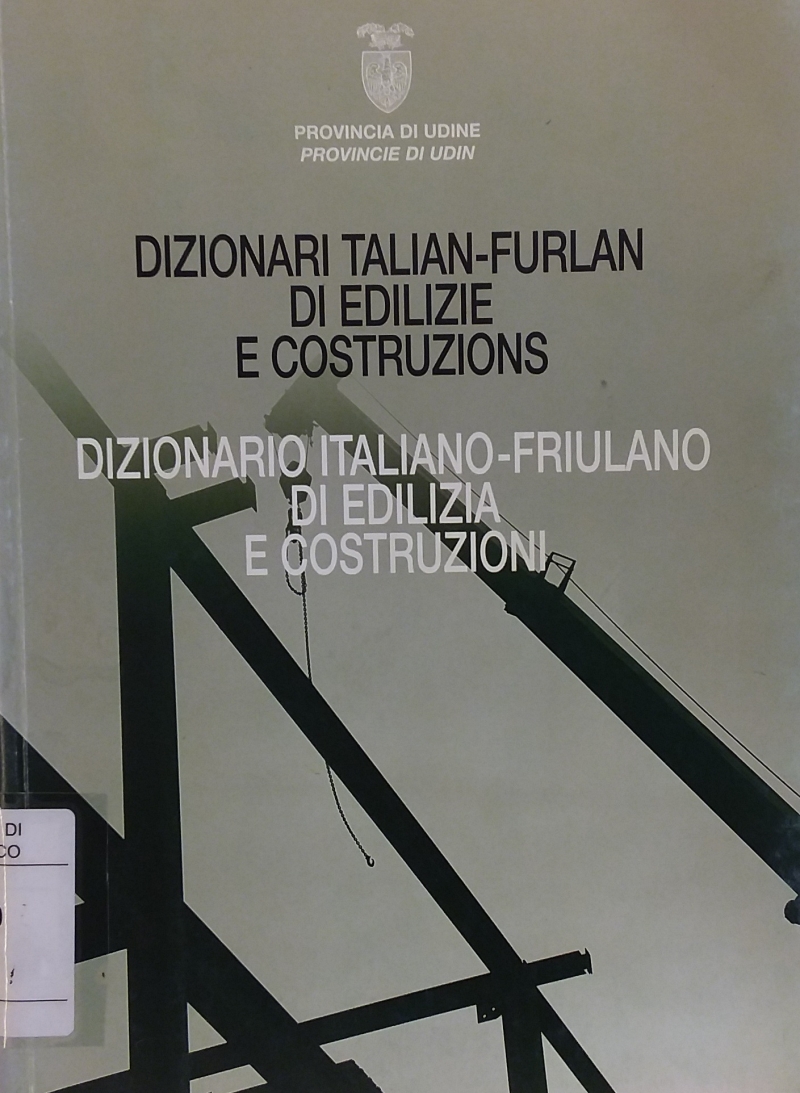 PROVINCIA DI UDINE
PROVINCIE DI UDIN
DIZIONARI TALIAN-FURLAN
DI EDILIZIE
E COSTRUZIONS
DIZIONARIO ITALIANO-FRIULANO
DI EDILIZIA
E COSTRUZIONI
DI
CO